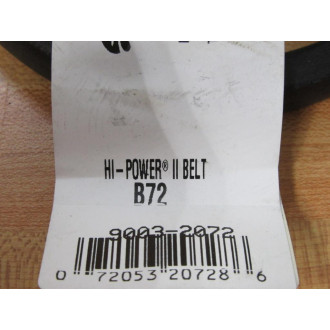 HI-POWER® II BELT
B72
9003-2072
0 72053 20728 6